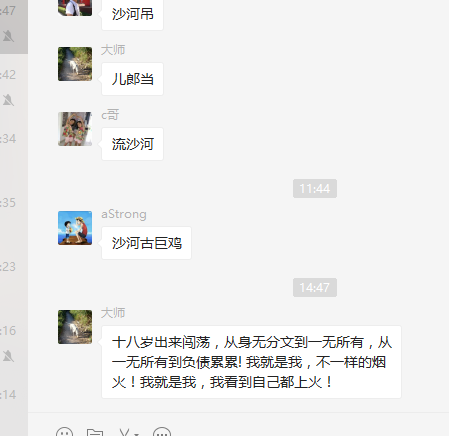 :47
沙河吊
大师
:42
儿郎当
c哥
:34
流沙河
11:44
:35
aStrong
沙河古巨鸡
:23
14:47
大师
:16
十八岁出来闯荡，从身无分文到一无所有，从
一无所有到负债累累! 我就是我，不一样的烟
火！我就是我，我看到自己都上火！
:14